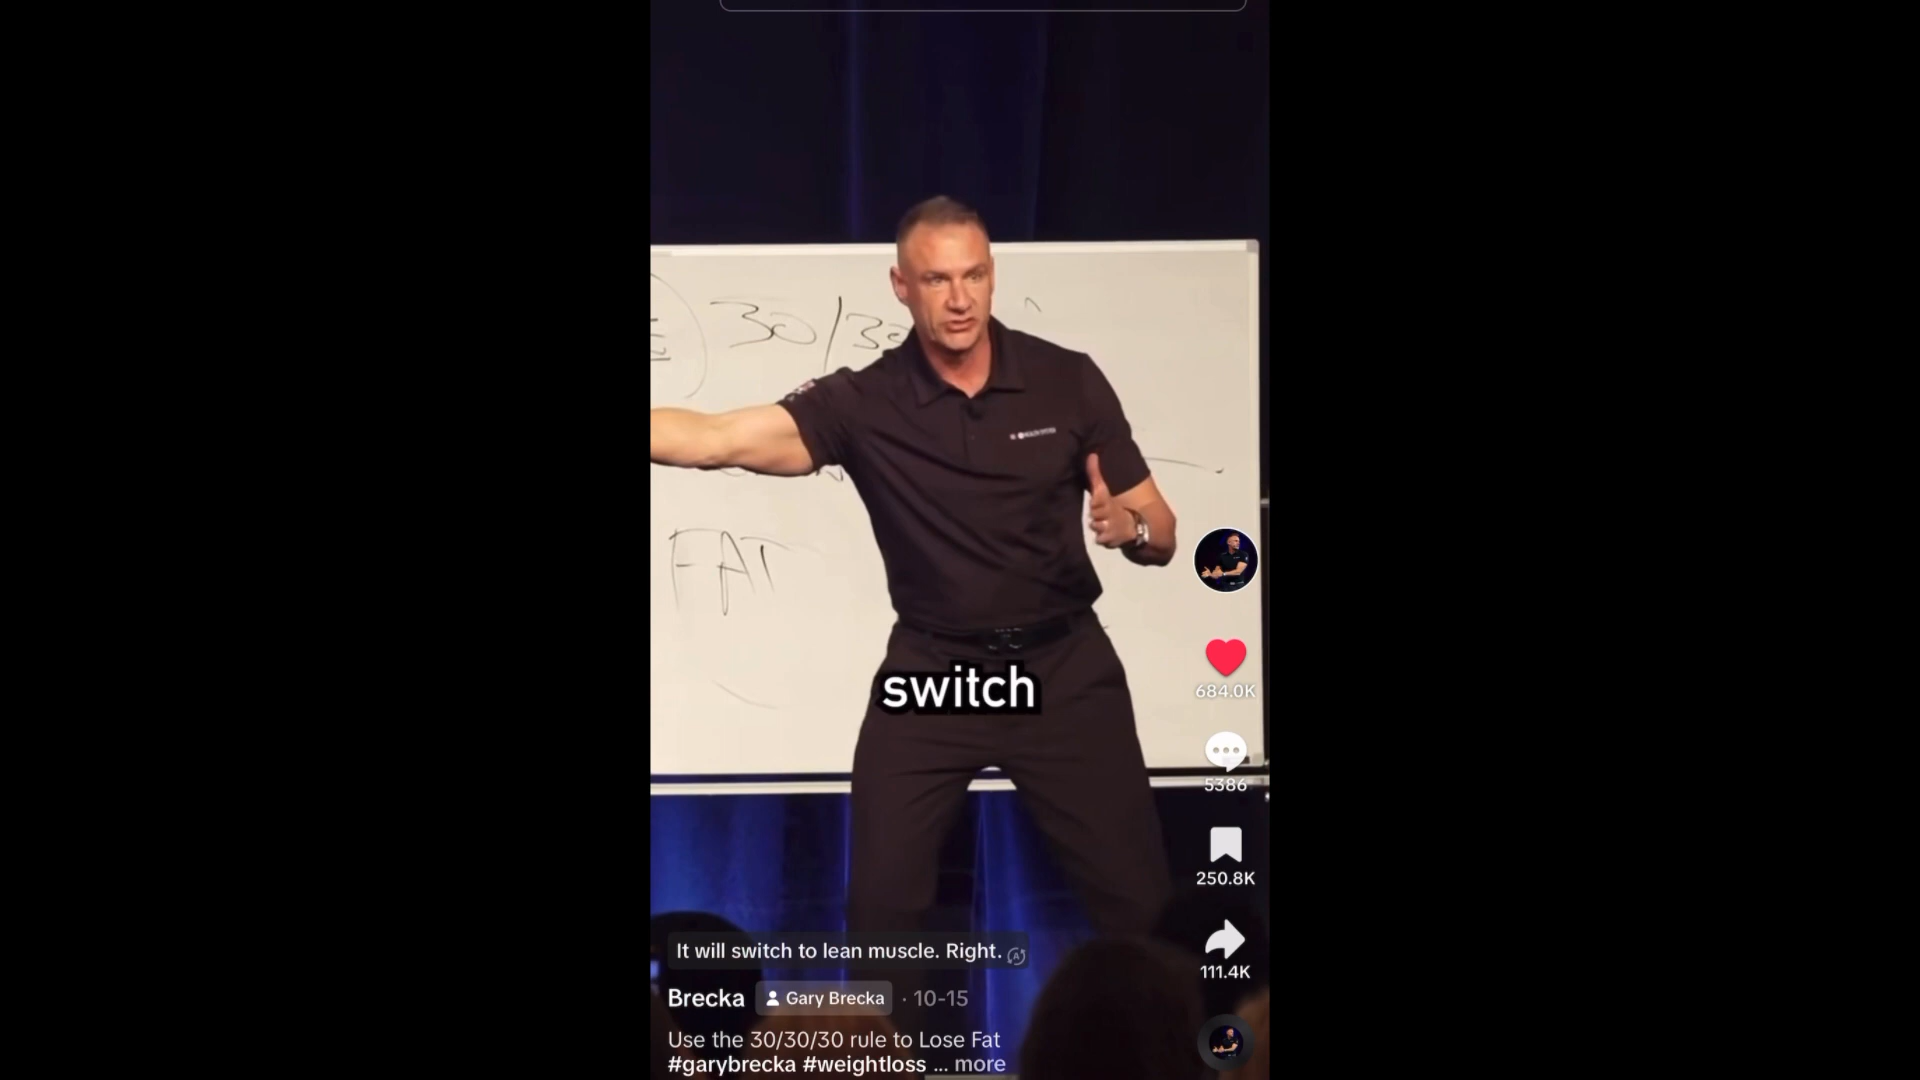 30/30
FAT
switch
684.0K
5386
250.8K
111.4K
It will switch to lean muscle. Right.
Brecka Gary Brecka · 10-15
Use the 30/30/30 rule to Lose Fat
#garybrecka #weightloss ... more